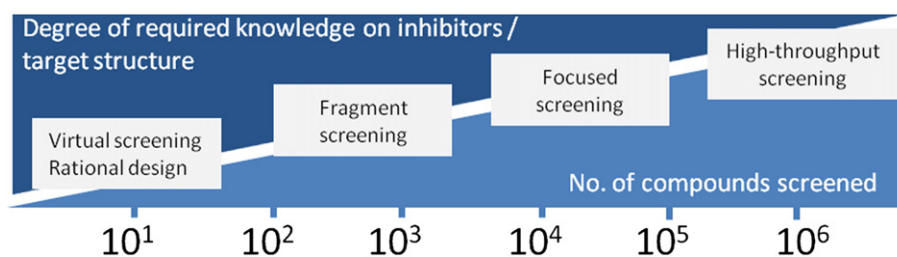 Degree of required knowledge on inhibitors /
target structure
High-throughput
screening
Focused
screening
Fragment
screening
Virtual screening
Rational design
No. of compounds screened
10¹ 10² 10³ 10⁴ 10⁵ 10⁶